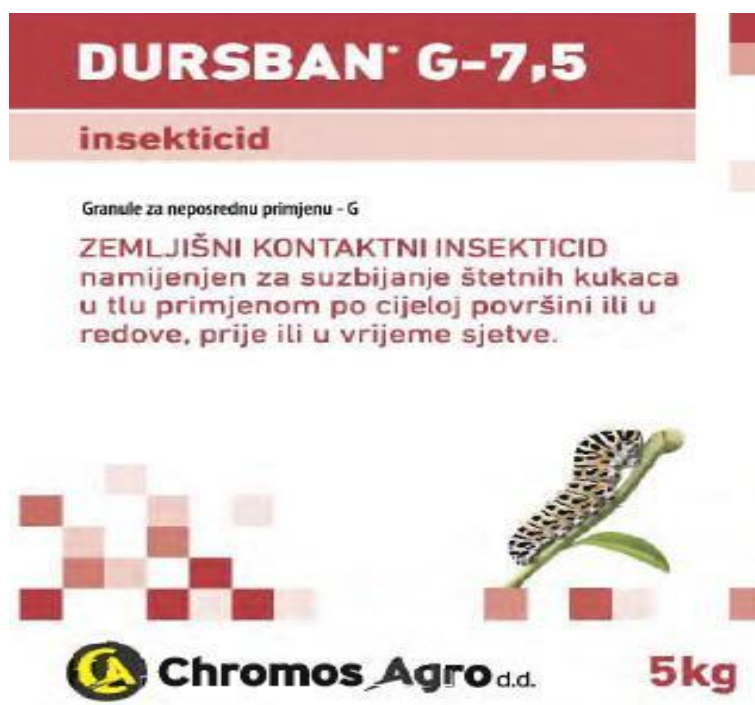 DURSBAN* G-7,5
insekticid
Granule za neposrednu primjenu - G
ZEMLJIŠNI KONTAKTNI INSEKTICID
namijenjen za suzbijanje štetnih kukaca
u tlu primjenom po cijeloj površini ili u
redove, prije ili u vrijeme sjetve.
CA Chromos Agro d.d.
5kg